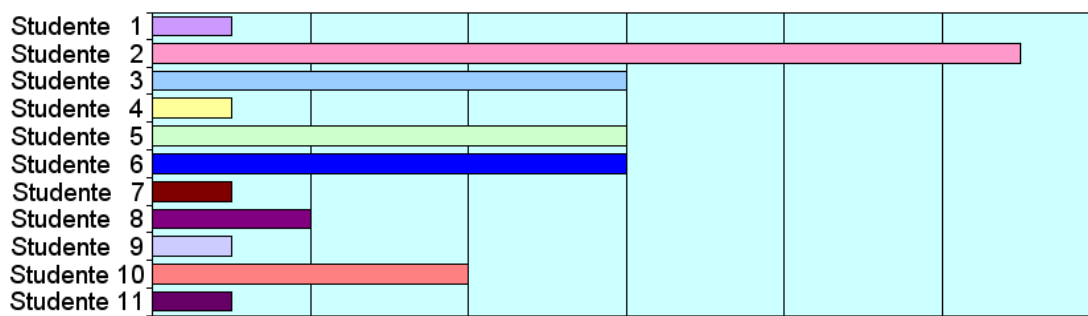 Studente 1
Studente 2
Studente 3
Studente 4
Studente 5
Studente 6
Studente 7
Studente 8
Studente 9
Studente 10
Studente 11